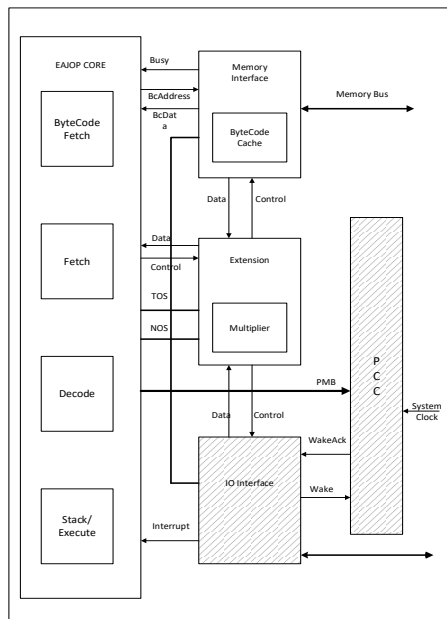 EAJOP CORE
ByteCode
Fetch
Fetch
Decode
Stack/
Execute
Busy
BcAddress
BcDat
a
Memory
Interface
ByteCode
Cache
Memory Bus
Data
Control
Data
Control
TOS
NOS
Extension
Multiplier
PMB
P
C
C
System
Clock
Data
Control
WakeAck
IO Interface
Wake
Interrupt